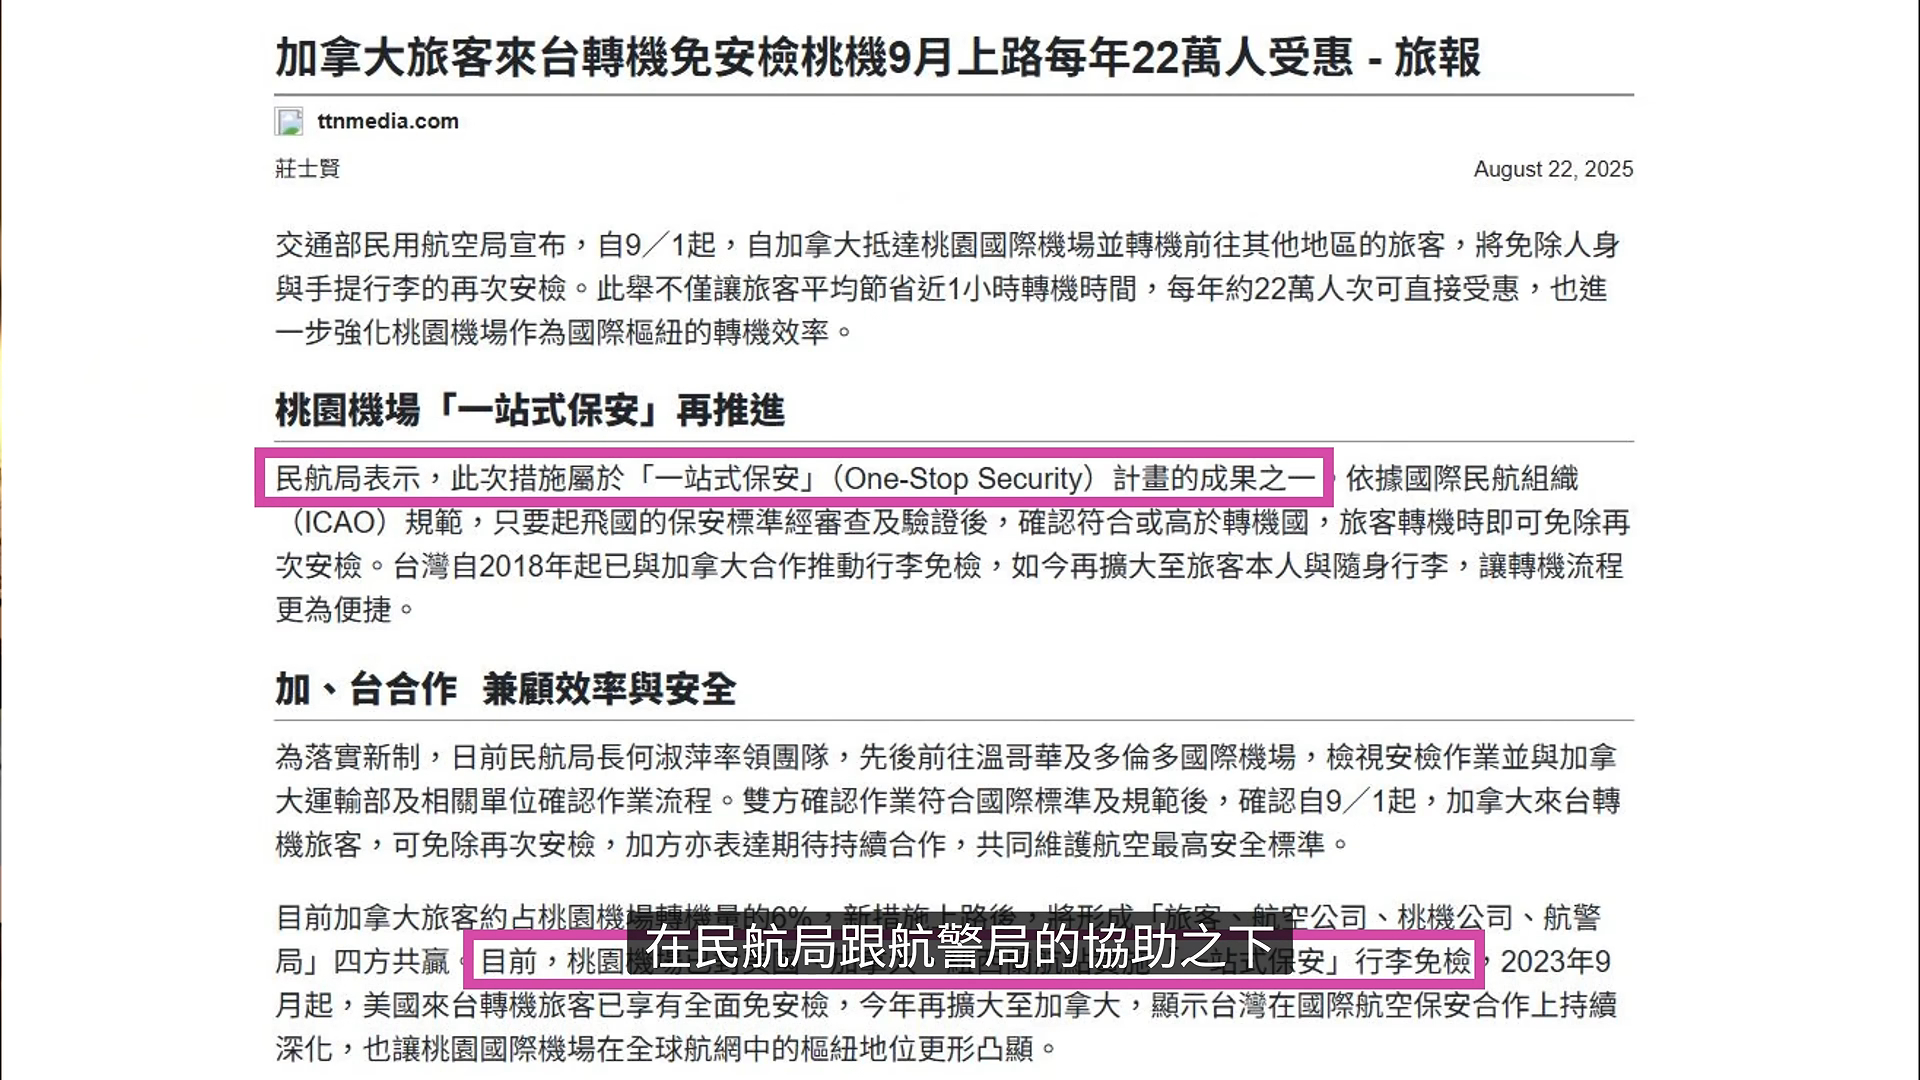 加拿大旅客來台轉機免安檢桃機9月上路每年22萬人受惠 - 旅報
ttnmedia.com
莊士賢
August 22, 2025
交通部民用航空局宣布，自9／1起，自加拿大抵達桃園國際機場並轉機前往其他地區的旅客，將免除人身
與手提行李的再次安檢。此舉不僅讓旅客平均節省近1小時轉機時間，每年約22萬人次可直接受惠，也進
一步強化桃園機場作為國際樞紐的轉機效率。
桃園機場「一站式保安」再推進
民航局表示，此次措施屬於「一站式保安」（One-Stop Security）計畫的成果之一，依據國際民航組織
（ICAO）規範，只要起飛國的保安標準經審查及驗證後，確認符合或高於轉機國，旅客轉機時即可免除再
次安檢。台灣自2018年起已與加拿大合作推動行李免檢，如今再擴大至旅客本人與隨身行李，讓轉機流程
更為便捷。
加、台合作 兼顧效率與安全
為落實新制，日前民航局長何淑萍率領團隊，先後前往溫哥華及多倫多國際機場，檢視安檢作業並與加拿
大運輸部及相關單位確認作業流程。雙方確認作業符合國際標準及規範後，確認自9／1起，加拿大來台轉
機旅客，可免除再次安檢，加方亦表達期待持續合作，共同維護航空最高安全標準。
目前加拿大旅客約占桃園機場轉機量的6%，新措施上路後，將形成「旅客、航空公司、桃機公司、航警
局」四方共贏。目前，桃園機場 站式保安」行李免檢，2023年9
在民航局跟航警局的協助之下
月起，美國來台轉機旅客已享有全面免安檢，今年再擴大至加拿大，顯示台灣在國際航空保安合作上持續
深化，也讓桃園國際機場在全球航網中的樞紐地位更形凸顯。